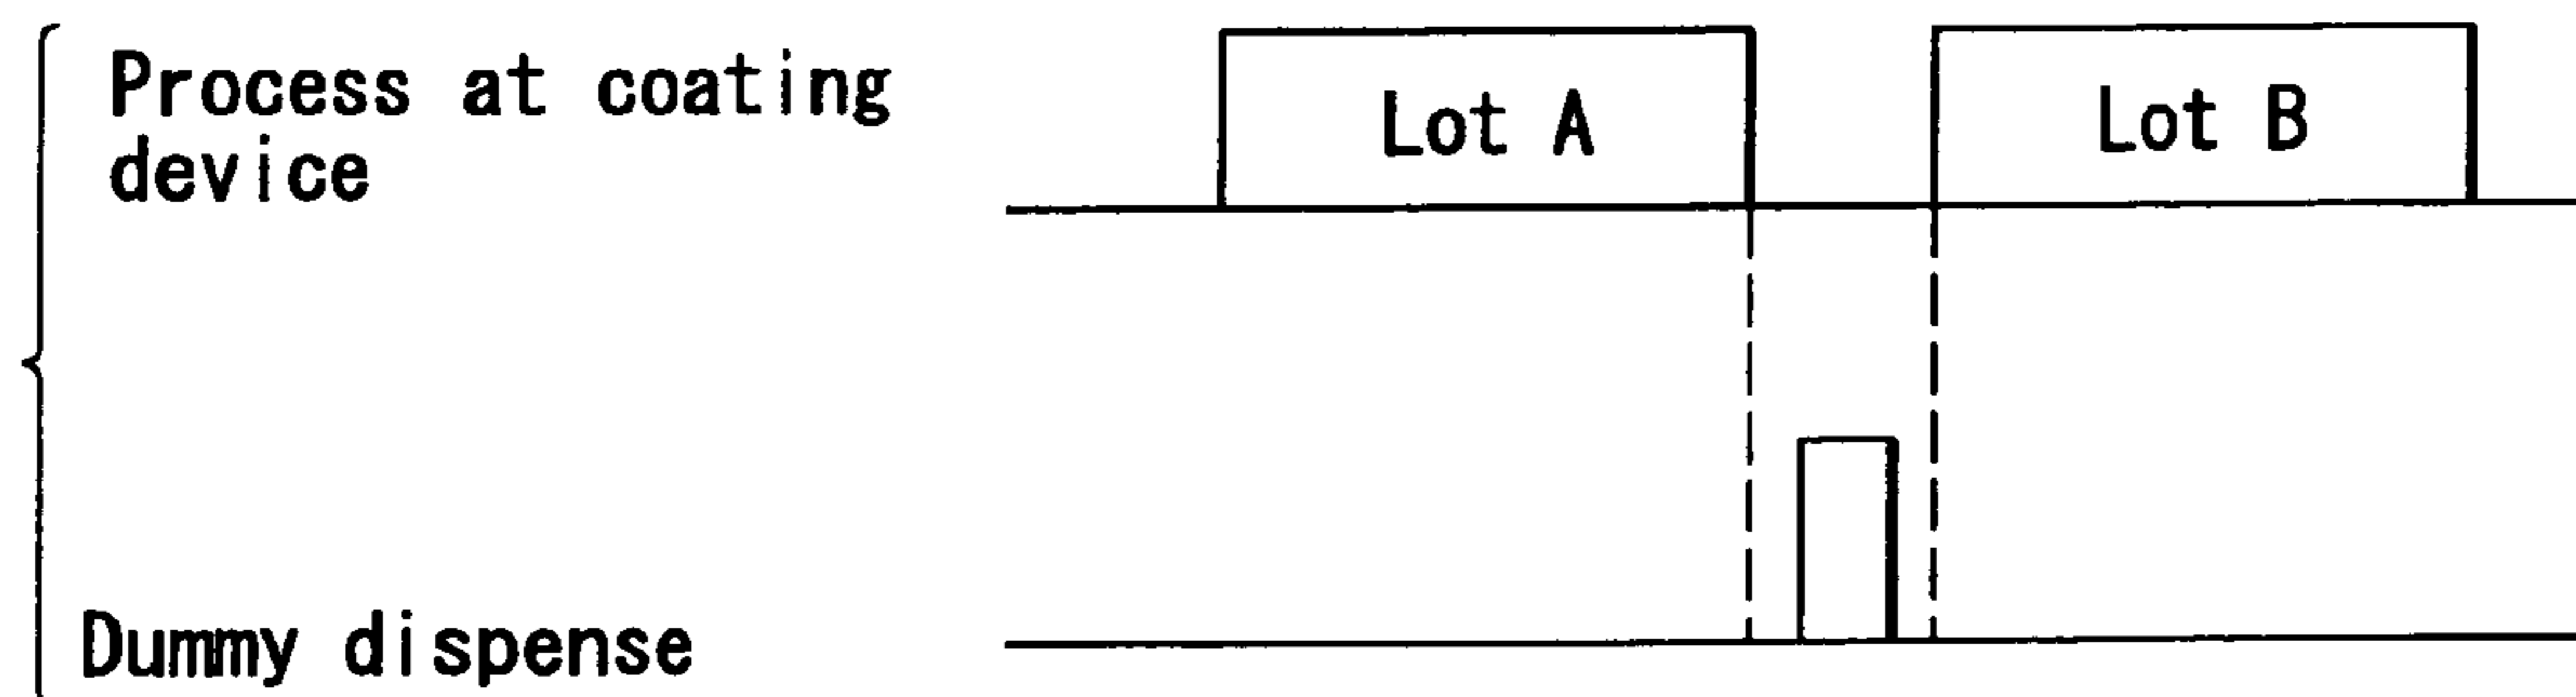 Process at coating
device
Lot A
Lot B
Dummy dispense